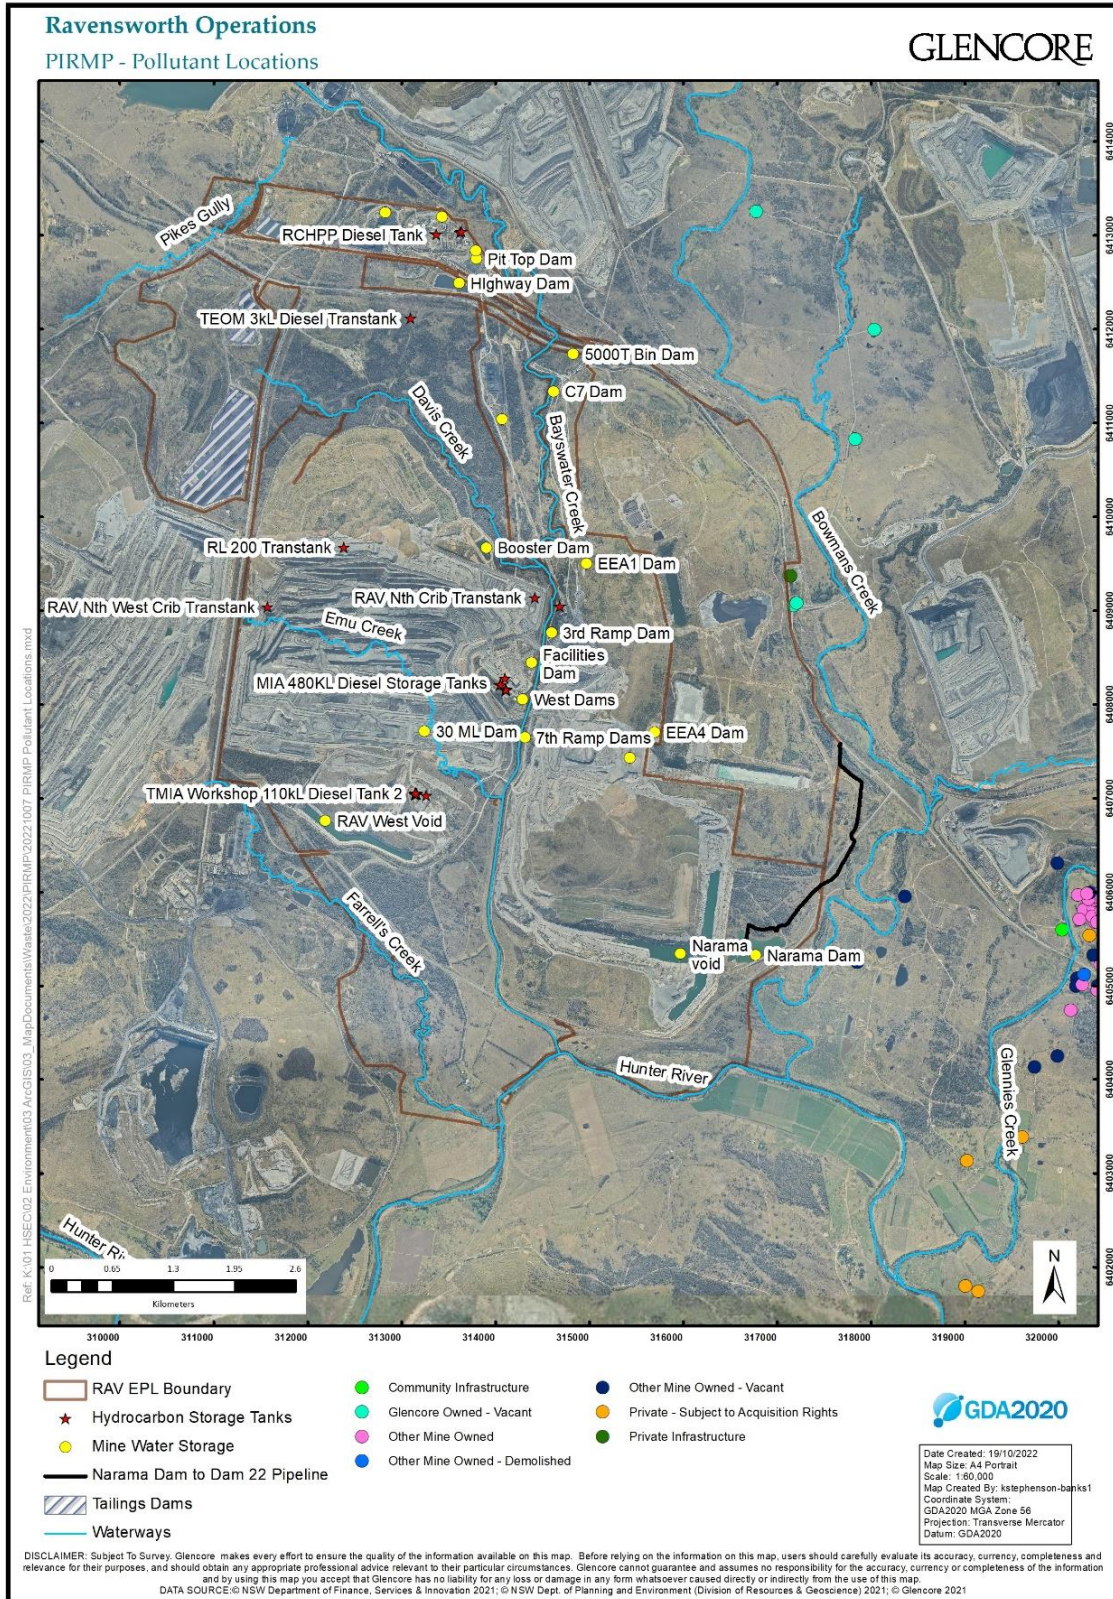 Ravensworth Operations
PIRMP - Pollutant Locations
GLENCORE
Pikes Gully
RCHPP Diesel Tank
Pit Top Dam
HIghway Dam
TEOM 3kL Diesel Transtank
5000T Bin Dam
C7 Dam
Davis Creek
Bayswater Creek
Bowmans Creek
RL 200 Transtank
Booster Dam
EEA1 Dam
RAV Nth Crib Transtank
RAV Nth West Crib Transtank
Emu Creek
3rd Ramp Dam
Facilities
Dam
MIA 480KL Diesel Storage Tanks
West Dams
30 ML Dam
7th Ramp Dams
EEA4 Dam
TMIA Workshop 110kL Diesel Tank 2
RAV West Void
Farrell's Creek
Narama
void
Narama Dam
Hunter River
Glennies Creek
Hunter Ri
6414000
6413000
6412000
6411000
6410000
6409000
6408000
6407000
6406000
6405000
6404000
6403000
6402000
Ref: K:\01 HSEC\02 Environment\03 ArcGIS\03_MapDocuments\Waste\2022\PIRMP\20221007 PIRMP Pollutant Locations.mxd
0 0.65 1.3 1.95 2.6
Kilometers
N
310000 311000 312000 313000 314000 315000 316000 317000 318000 319000 320000
Legend
RAV EPL Boundary
Hydrocarbon Storage Tanks
Mine Water Storage
Narama Dam to Dam 22 Pipeline
Tailings Dams
Waterways
Community Infrastructure
Glencore Owned - Vacant
Other Mine Owned
Other Mine Owned - Demolished
Other Mine Owned - Vacant
Private - Subject to Acquisition Rights
Private Infrastructure
GDA2020
Date Created: 19/10/2022
Map Size: A4 Portrait
Scale: 1:60,000
Map Created By: kstephenson-banks1
Coordinate System:
GDA2020 MGA Zone 56
Projection: Transverse Mercator
Datum: GDA2020
DISCLAIMER: Subject To Survey. Glencore makes every effort to ensure the quality of the information available on this map. Before relying on the information on this map, users should carefully evaluate its accuracy, currency, completeness and
relevance for their purposes, and should obtain any appropriate professional advice relevant to their particular circumstances. Glencore cannot guarantee and assumes no responsibility for the accuracy, currency or completeness of the information
and by using this map you accept that Glencore has no liability for any loss or damage in any form whatsoever caused directly or indirectly from the use of this map.
DATA SOURCE:© NSW Department of Finance, Services & Innovation 2021; © NSW Dept. of Planning and Environment (Division of Resources & Geoscience) 2021; © Glencore 2021